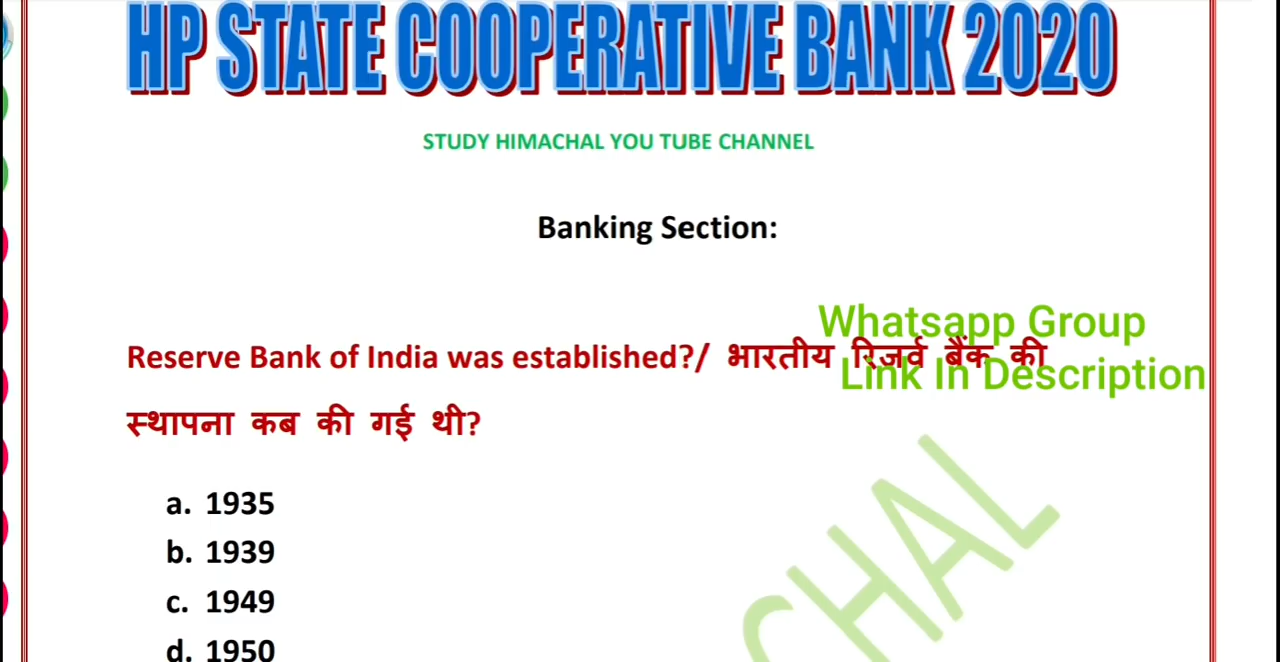 HP STATE COOPERATIVE BANK 2020
STUDY HIMACHAL YOU TUBE CHANNEL
Banking Section:
Whatsapp Group
Reserve Bank of India was established?/ भारतीय रिजर्व बैंक की
Link In Description
स्थापना कब की गई थी?
a. 1935
b. 1939
c. 1949
d. 1950
CHAL